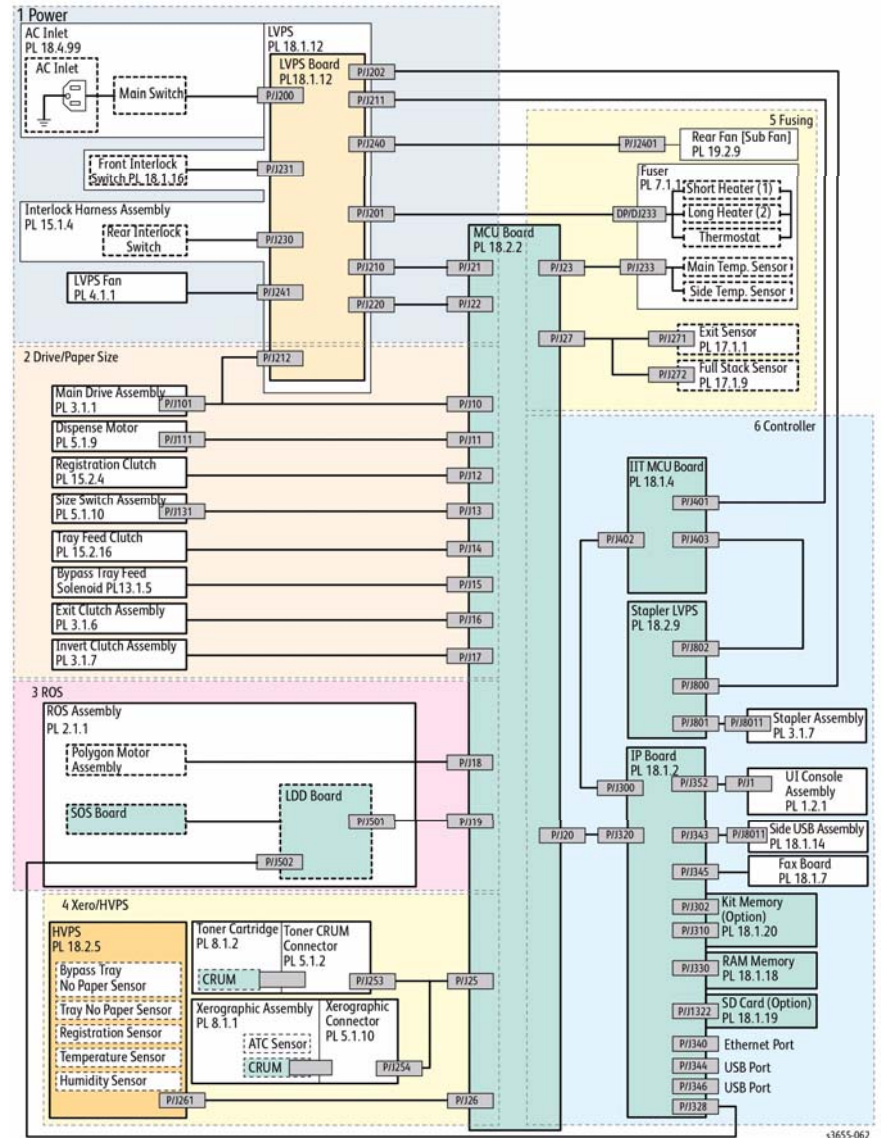 1 Power
AC Inlet
PL 18.4.99
AC Inlet
Main Switch
LVPS
PL 18.1.12
LVPS Board
PL18.1.12
P/J200
P/J202
P/J211
P/J240
P/J201
P/J210
P/J220
Front Interlock
Switch PL 18.1.16
P/J231
Interlock Harness Assembly
PL 15.1.4
Rear Interlock
Switch
P/J230
LVPS Fan
PL 4.1.1
P/J241
P/J212
MCU Board
PL 18.2.2
P/J21
P/J22
5 Fusing
P/J2401
Rear Fan [Sub Fan]
PL 19.2.9
Fuser
PL 7.1.1
DP/DJ233
Short Heater (1)
Long Heater (2)
Thermostat
P/J23
P/J233
Main Temp. Sensor
Side Temp. Sensor
P/J27
P/J271
Exit Sensor
PL 17.1.1
P/J272
Full Stack Sensor
PL 17.1.9
2 Drive/Paper Size
Main Drive Assembly
PL 3.1.1
P/J101
P/J10
Dispense Motor
PL 5.1.9
P/J111
P/J11
Registration Clutch
PL 15.2.4
P/J12
Size Switch Assembly
PL 5.1.10
P/J131
P/J13
Tray Feed Clutch
PL 15.2.16
P/J14
Bypass Tray Feed
Solenoid PL13.1.5
P/J15
Exit Clutch Assembly
PL 3.1.6
P/J16
Invert Clutch Assembly
PL 3.1.7
P/J17
6 Controller
IIT MCU Board
PL 18.1.4
P/J401
P/J402
P/J403
Stapler LVPS
PL 18.2.9
P/J802
P/J800
P/J801
P/J8011
Stapler Assembly
PL 3.1.7
IP Board
PL 18.1.2
P/J300
P/J352
P/J1
UI Console
Assembly
PL 1.2.1
P/J20
P/J320
P/J343
P/J8011
Side USB Assembly
PL 18.1.14
P/J345
Fax Board
PL 18.1.7
P/J302
P/J310
Kit Memory
(Option)
PL 18.1.20
P/J330
RAM Memory
PL 18.1.18
P/J1322
SD Card (Option)
PL 18.1.19
P/J340
Ethernet Port
P/J344
USB Port
P/J346
USB Port
P/J328
3 ROS
ROS Assembly
PL 2.1.1
Polygon Motor
Assembly
P/J18
SOS Board
LDD Board
P/J501
P/J19
P/J502
4 Xero/HVPS
HVPS
PL 18.2.5
Bypass Tray
No Paper Sensor
Tray No Paper Sensor
Registration Sensor
Temperature Sensor
Humidity Sensor
P/J261
Toner Cartridge
PL 8.1.2
CRUM
Toner CRUM
Connector
PL 5.1.2
P/J253
P/J25
Xerographic Assembly
PL 8.1.1
ATC Sensor
CRUM
Xerographic
Connector
PL 5.1.10
P/J254
P/J26
s3655-062